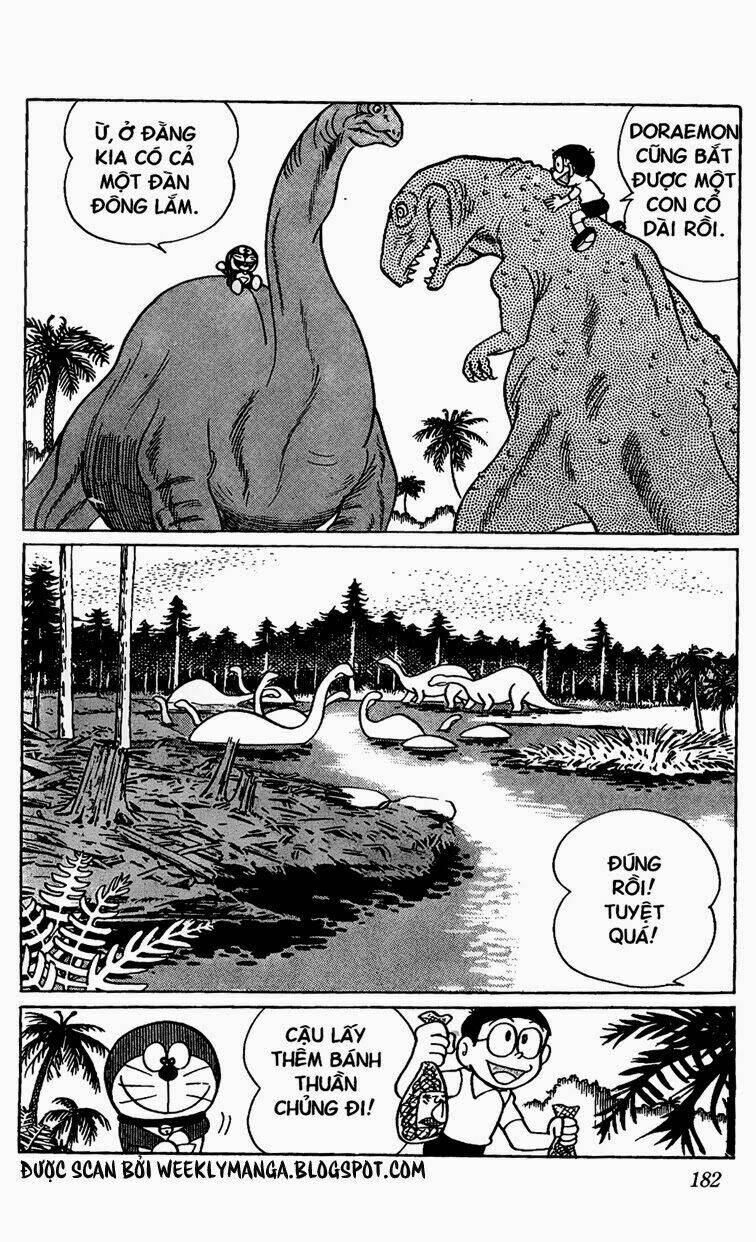 DORAEMON
CŨNG BẮT
ĐƯỢC MỘT
CON CỔ
DÀI RỒI.
Ừ, Ở ĐẰNG
KIA CÓ CẢ
MỘT ĐÀN
ĐÔNG LẮM.
ĐÚNG
RỒI!
TUYỆT
QUÁ!
CẬU LẤY
THÊM BÁNH
THUẦN
CHỦNG ĐI!
ĐƯỢC SCAN BỞI WEEKLYMANGA.BLOGSPOT.COM
182